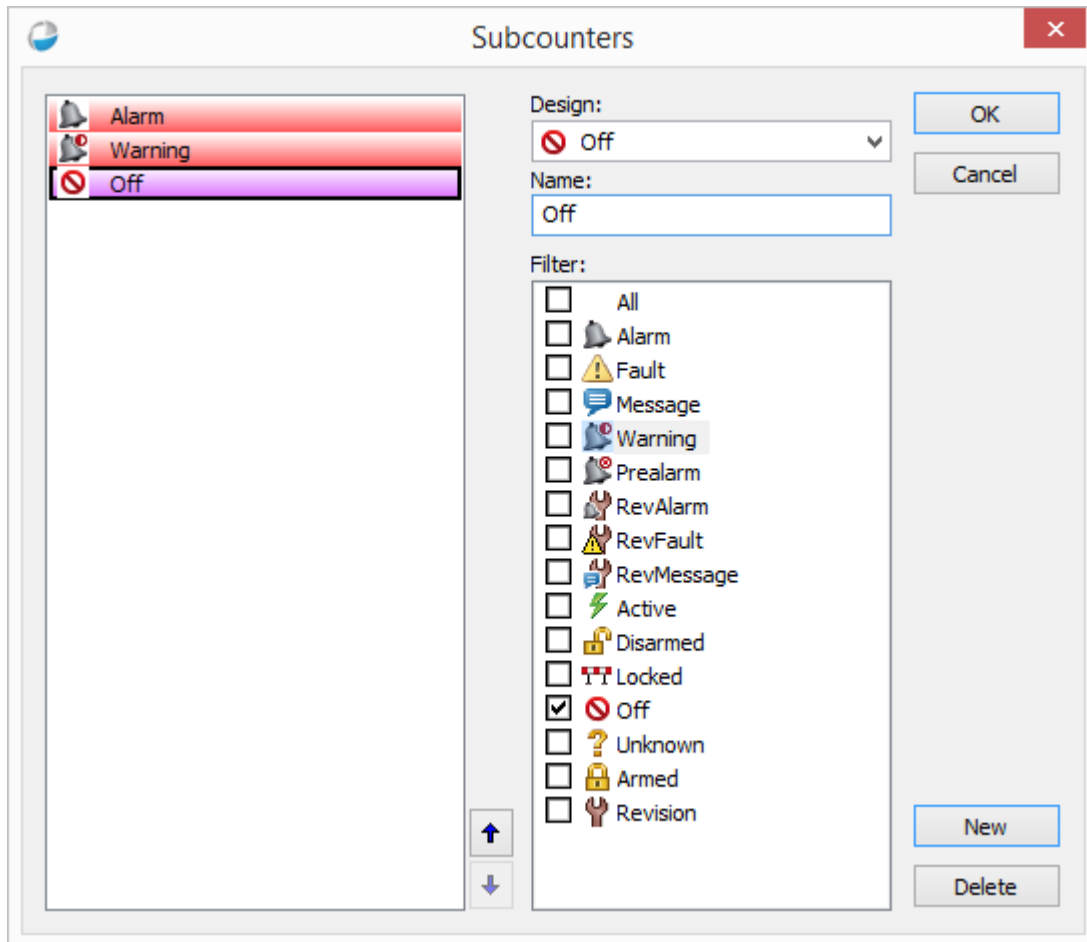 Subcounters
Alarm
Warning
Off
Design:
Off
Name:
Off
Filter:
All
Alarm
Fault
Message
Warning
Prealarm
RevAlarm
RevFault
RevMessage
Active
Disarmed
Locked
Off
Unknown
Armed
Revision
OK
Cancel
New
Delete